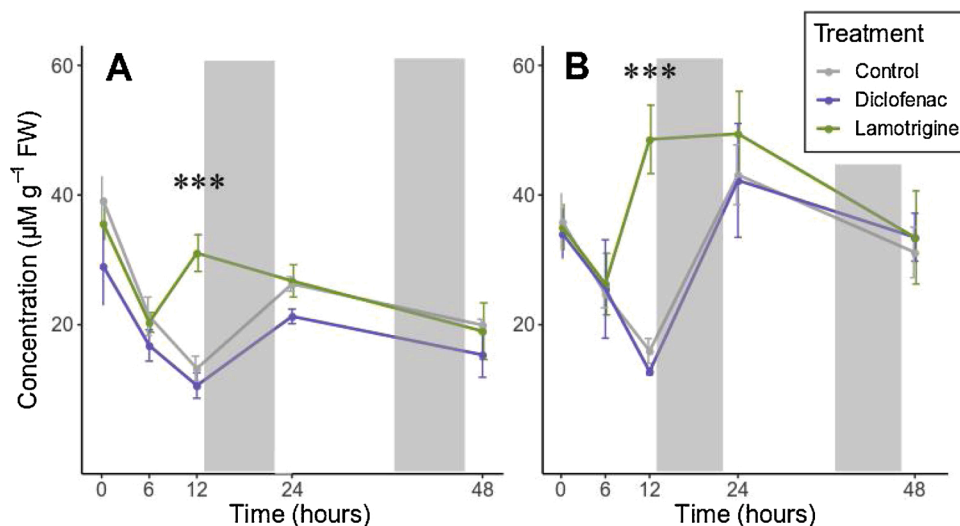 Treatment
Control
Diclofenac
Lamotrigine
Concentration (µM g⁻¹ FW)
A
***
60
40
20
0 6 12 24 48
Time (hours)
B
***
60
40
20
0 6 12 24 48
Time (hours)